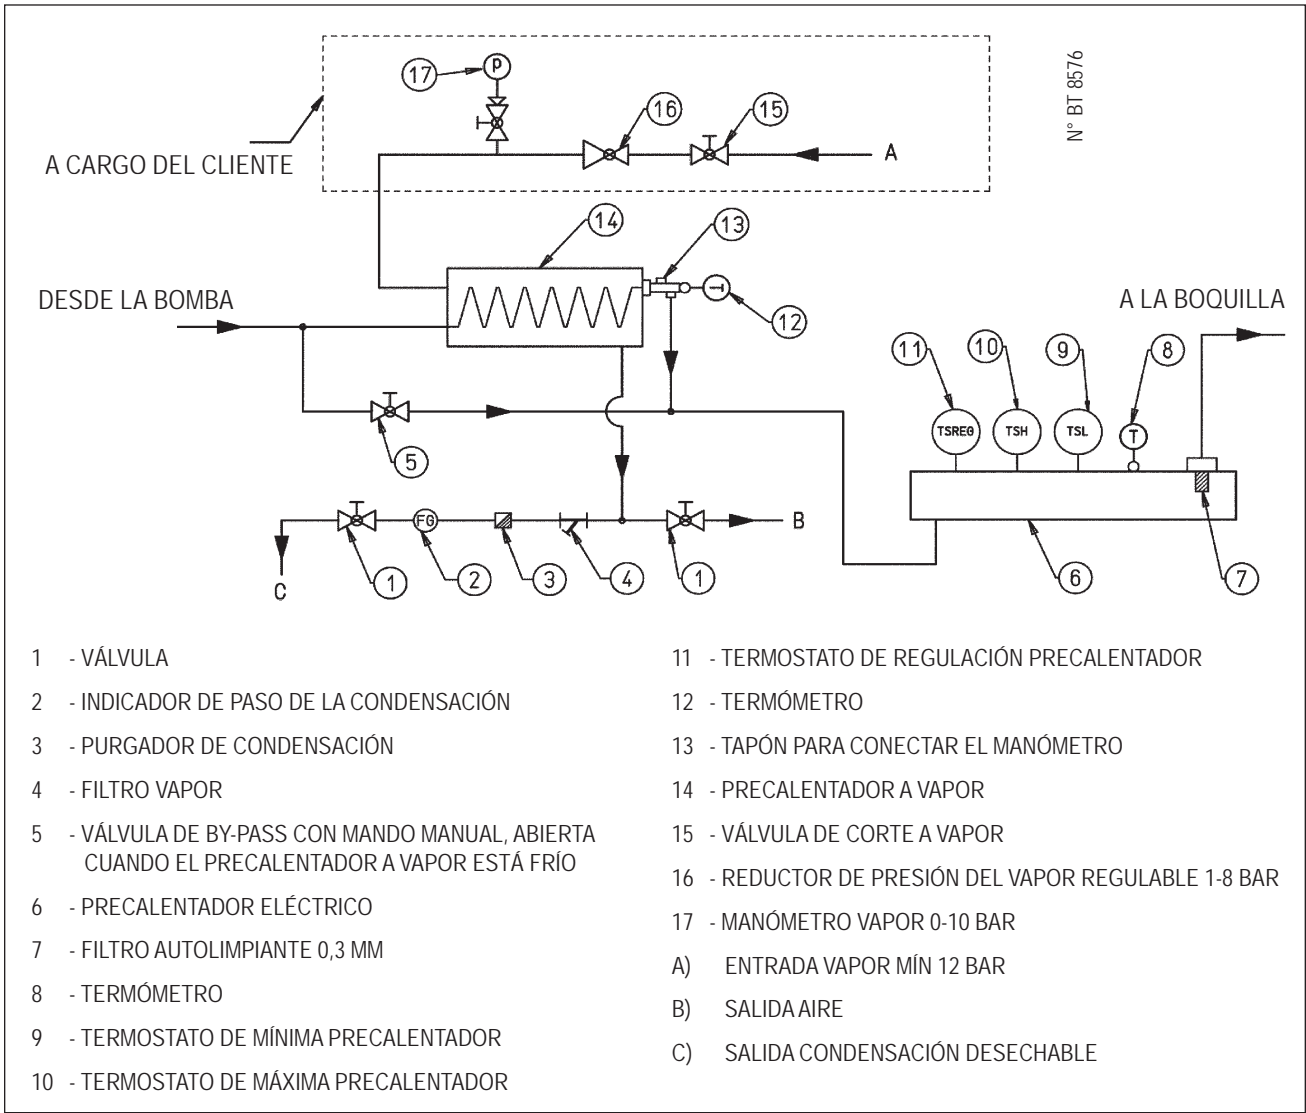 17
P
16
15
N° BT 8576
A CARGO DEL CLIENTE
A
14
13
DESDE LA BOMBA
12
A LA BOQUILLA
11
10
9
8
TSREG
TSH
TSL
T
5
FG
B
C
1
2
3
4
1
6
7
1 - VÁLVULA
2 - INDICADOR DE PASO DE LA CONDENSACIÓN
3 - PURGADOR DE CONDENSACIÓN
4 - FILTRO VAPOR
5 - VÁLVULA DE BY-PASS CON MANDO MANUAL, ABIERTA
CUANDO EL PRECALENTADOR A VAPOR ESTÁ FRÍO
6 - PRECALENTADOR ELÉCTRICO
7 - FILTRO AUTOLIMPIANTE 0,3 MM
8 - TERMÓMETRO
9 - TERMOSTATO DE MÍNIMA PRECALENTADOR
10 - TERMOSTATO DE MÁXIMA PRECALENTADOR
11 - TERMOSTATO DE REGULACIÓN PRECALENTADOR
12 - TERMÓMETRO
13 - TAPÓN PARA CONECTAR EL MANÓMETRO
14 - PRECALENTADOR A VAPOR
15 - VÁLVULA DE CORTE A VAPOR
16 - REDUCTOR DE PRESIÓN DEL VAPOR REGULABLE 1-8 BAR
17 - MANÓMETRO VAPOR 0-10 BAR
A) ENTRADA VAPOR MÍN 12 BAR
B) SALIDA AIRE
C) SALIDA CONDENSACIÓN DESECHABLE